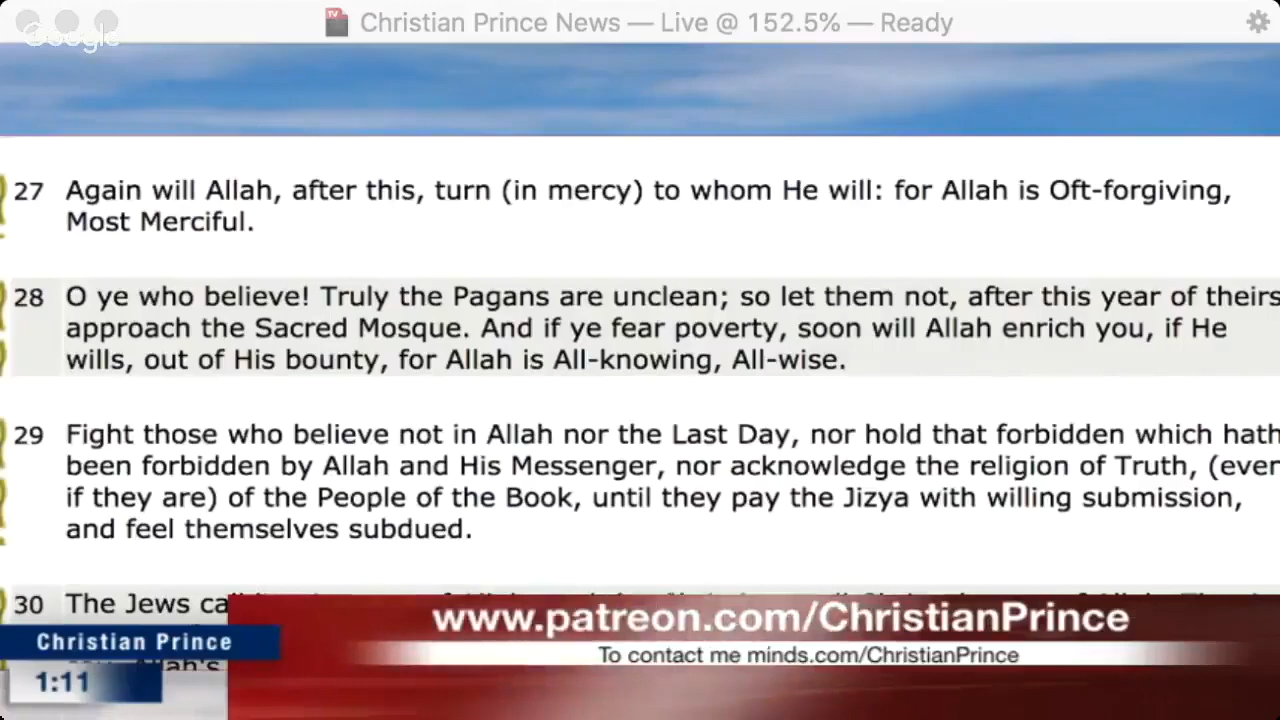 Christian Prince News — Live @ 152.5% — Ready
Google
27 Again will Allah, after this, turn (in mercy) to whom He will: for Allah is Oft-forgiving,
Most Merciful.
28 O ye who believe! Truly the Pagans are unclean; so let them not, after this year of theirs
approach the Sacred Mosque. And if ye fear poverty, soon will Allah enrich you, if He
wills, out of His bounty, for Allah is All-knowing, All-wise.
29 Fight those who believe not in Allah nor the Last Day, nor hold that forbidden which hath
been forbidden by Allah and His Messenger, nor acknowledge the religion of Truth, (even
if they are) of the People of the Book, until they pay the Jizya with willing submission,
and feel themselves subdued.
30 The Jews
www.patreon.com/ChristianPrince
Christian Prince
To contact me minds.com/ChristianPrince
Allah's
1:11